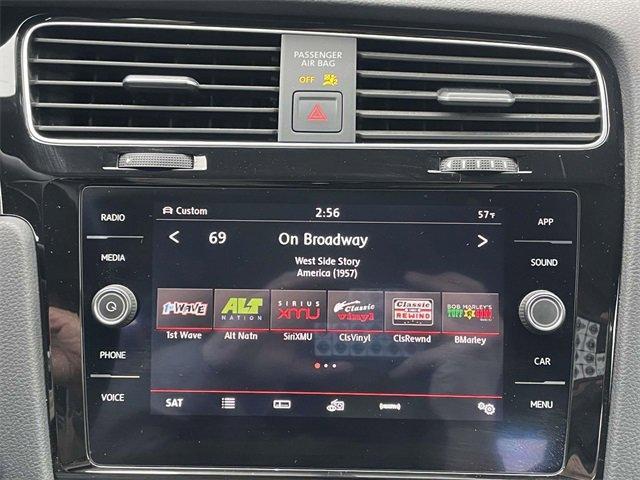 PASSENGER
AIR BAG
OFF
RADIO
MEDIA
PHONE
VOICE
APP
SOUND
CAR
MENU
Custom
2:56
57°F
< 69 On Broadway >
West Side Story
America (1957)
1st WAVE
ALT NATION
SIRIUS XMU
Classic Vinyl
Classic REWIND
BOB MARLEY'S TUFF GONG
1st Wave
Alt Natn
SiriXMU
ClsVinyl
ClsRewnd
BMarley
SAT